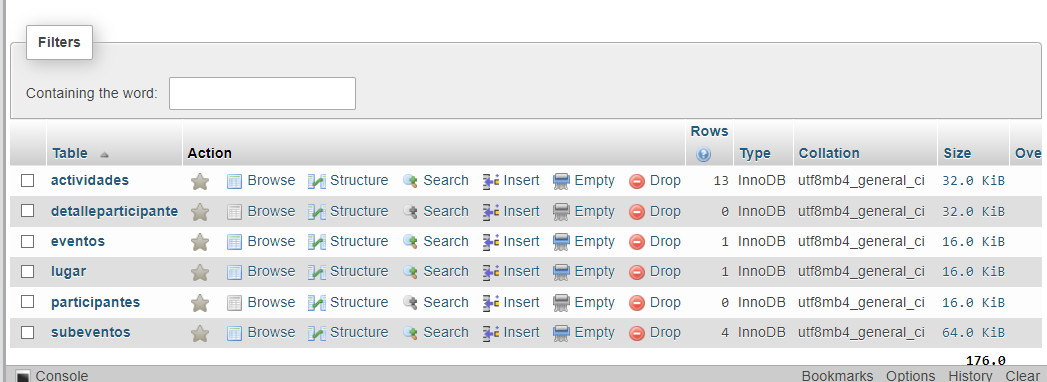 Filters
Containing the word:
Rows
Table Action Type Collation Size Ove
actividades Browse Structure Search Insert Empty Drop 13 InnoDB utf8mb4_general_ci 32.0 KiB
detalleparticipante Browse Structure Search Insert Empty Drop 0 InnoDB utf8mb4_general_ci 32.0 KiB
eventos Browse Structure Search Insert Empty Drop 1 InnoDB utf8mb4_general_ci 16.0 KiB
lugar Browse Structure Search Insert Empty Drop 1 InnoDB utf8mb4_general_ci 16.0 KiB
participantes Browse Structure Search Insert Empty Drop 0 InnoDB utf8mb4_general_ci 16.0 KiB
subeventos Browse Structure Search Insert Empty Drop 4 InnoDB utf8mb4_general_ci 64.0 KiB
176.0
Console Bookmarks Options History Clear